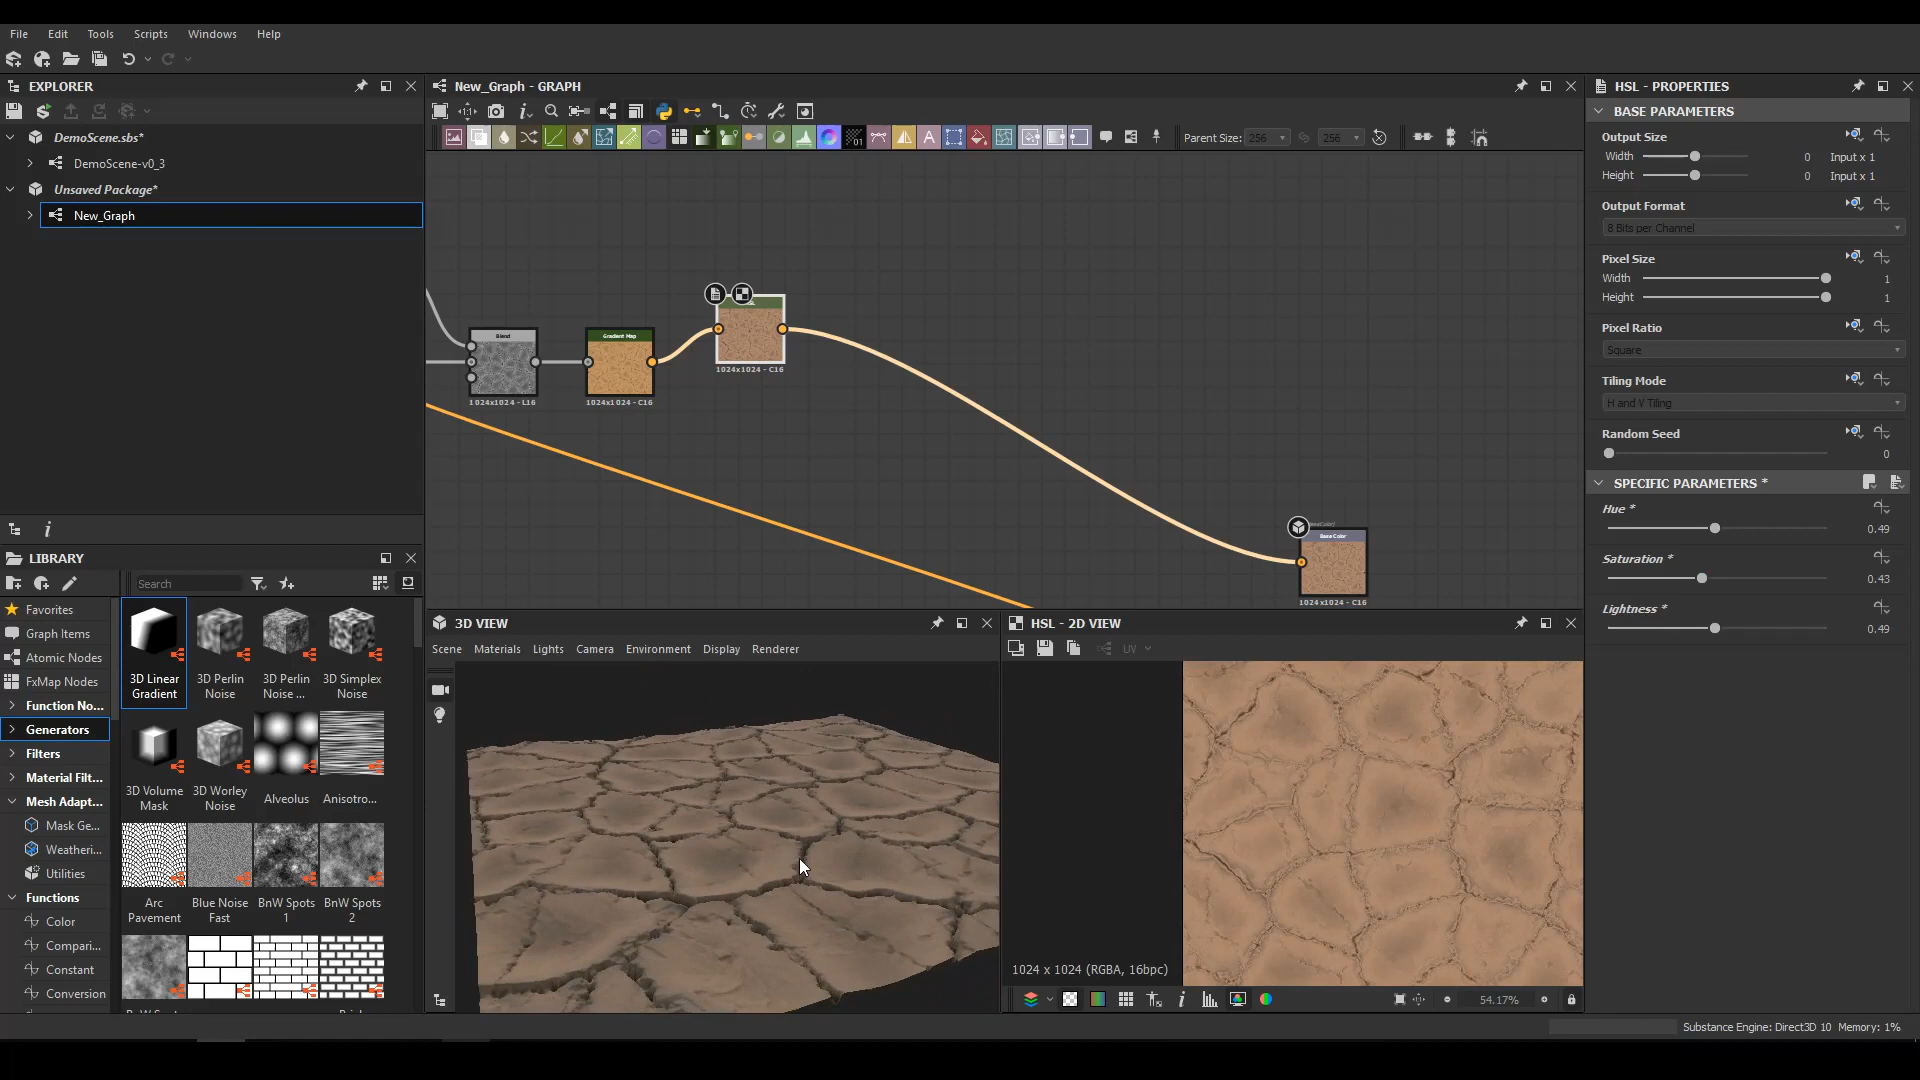 File Edit Tools Scripts Windows Help
EXPLORER
DemoScene.sbs*
DemoScene-v0_3
Unsaved Package*
New_Graph
LIBRARY
Search
Favorites
Graph Items
Atomic Nodes
FxMap Nodes
Function No...
Generators
Filters
Material Filt...
Mesh Adapt...
Mask Ge...
Weatheri...
Utilities
Functions
Color
Compari...
Constant
Conversion
3D Linear Gradient
3D Perlin Noise
3D Perlin Noise ...
3D Simplex Noise
3D Volume Mask
3D Worley Noise
Alveolus
Anisotro...
Arc Pavement
Blue Noise Fast
BnW Spots 1
BnW Spots 2
New_Graph - GRAPH
Parent Size: 256 256
Blend
1024x1024 - L16
Gradient Map
1024x1024 - C16
1024x1024 - C16
Base Color
1024x1024 - C16
3D VIEW
Scene Materials Lights Camera Environment Display Renderer
HSL - 2D VIEW
UV
1024 x 1024 (RGBA, 16bpc)
54.17%
HSL - PROPERTIES
BASE PARAMETERS
Output Size
Width 0 Input x 1
Height 0 Input x 1
Output Format
8 Bits per Channel
Pixel Size
Width 1
Height 1
Pixel Ratio
Square
Tiling Mode
H and V Tiling
Random Seed
0
SPECIFIC PARAMETERS *
Hue *
0.49
Saturation *
0.43
Lightness *
0.49
Substance Engine: Direct3D 10 Memory: 1%